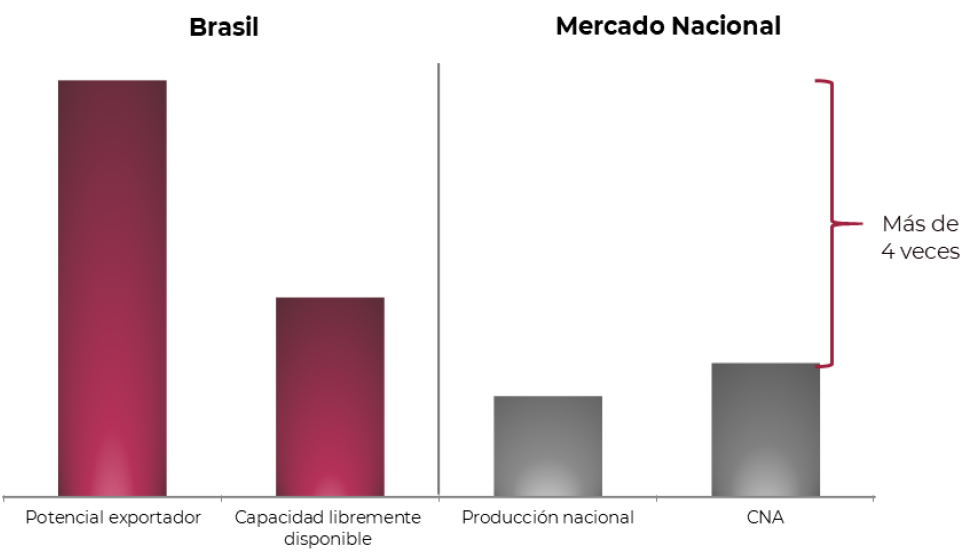 Brasil
Mercado Nacional
Más de
4 veces
Potencial exportador
Capacidad libremente
disponible
Producción nacional
CNA